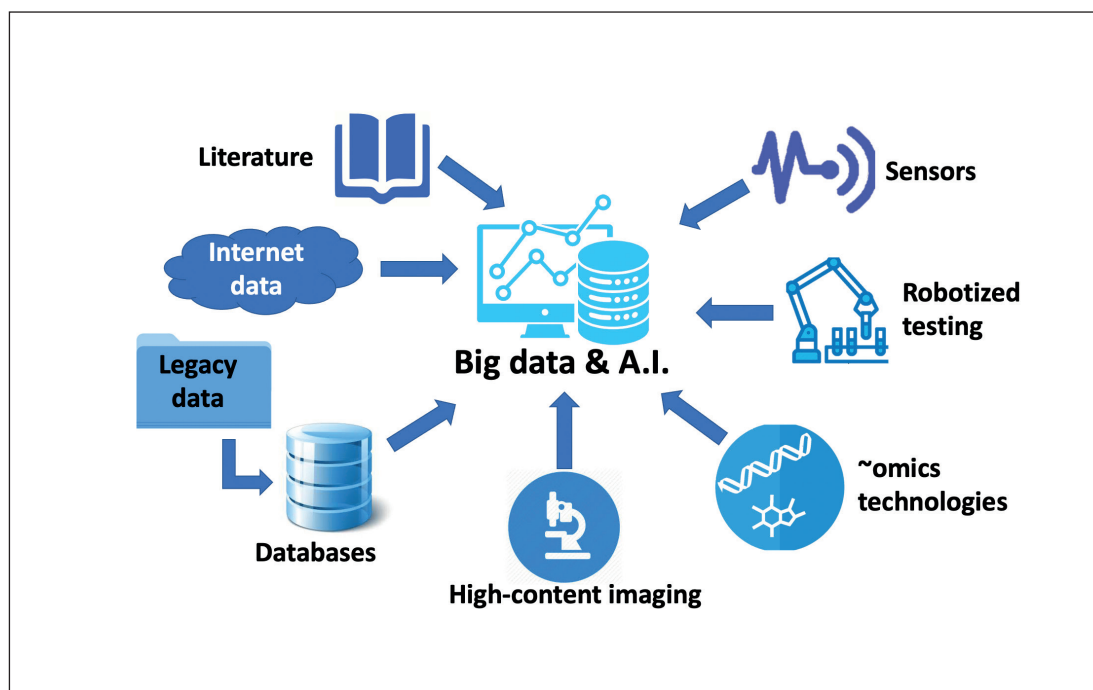 Literature
Sensors
Internet
data
Robotized
testing
Legacy
data
Big data & A.I.
~omics
technologies
Databases
High-content imaging